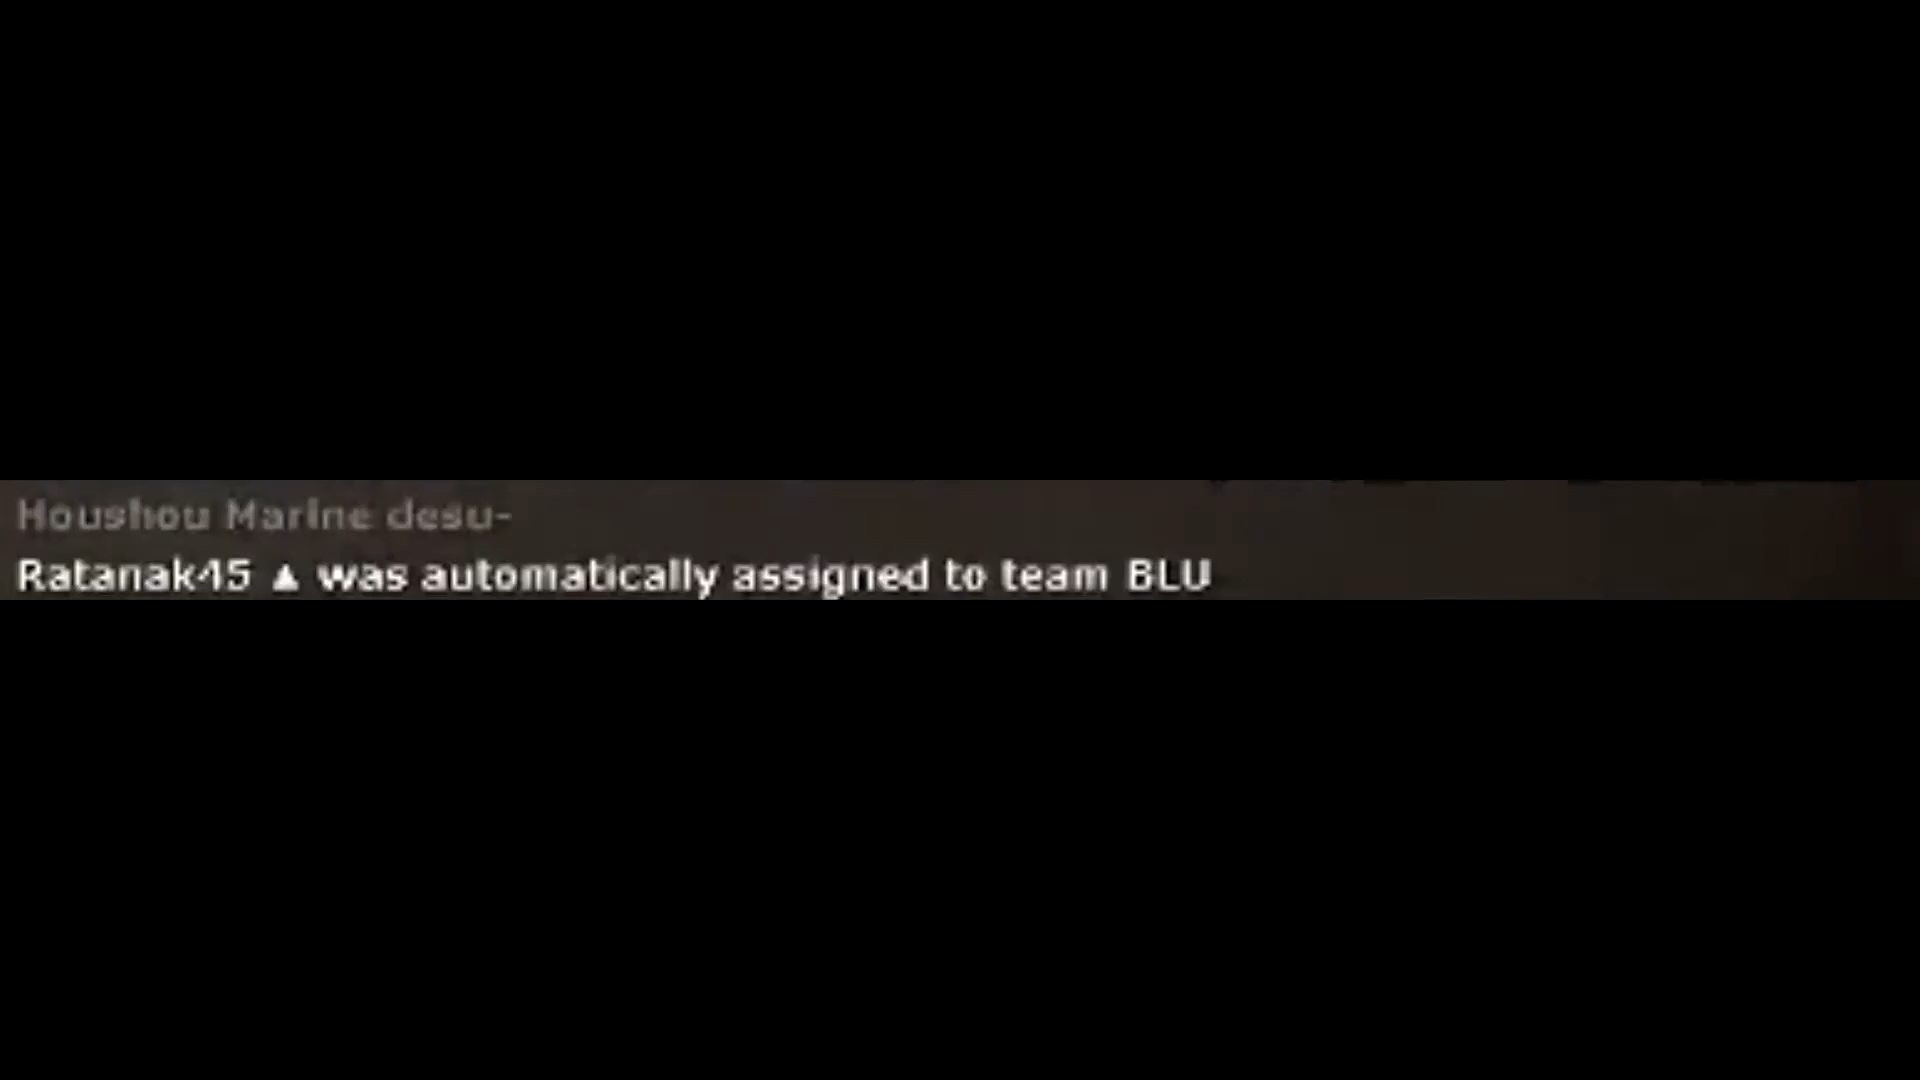 Houshou Marine desu-
Ratanak45 ▲ was automatically assigned to team BLU